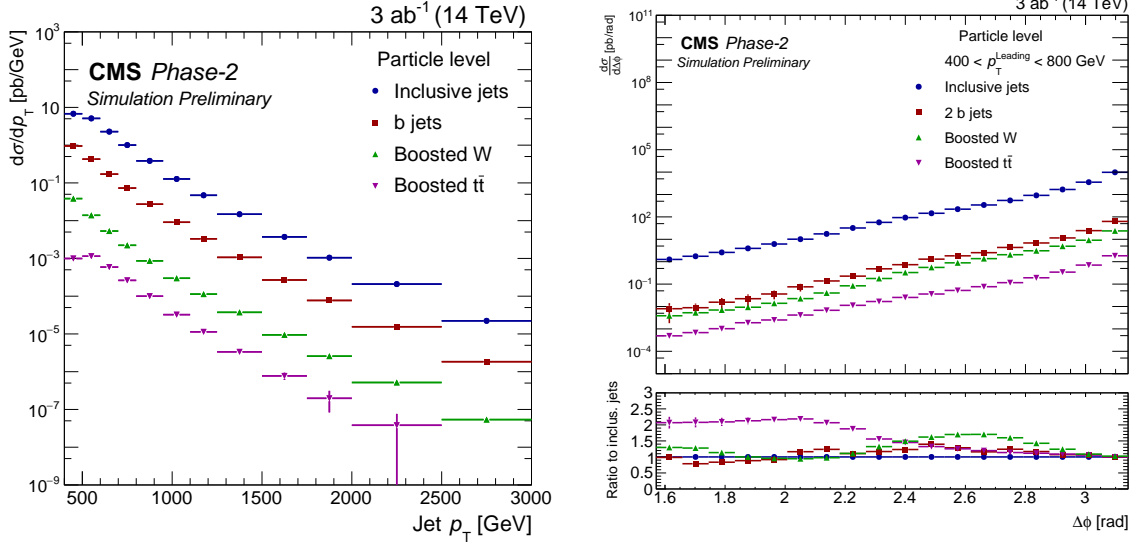 3 ab⁻¹ (14 TeV)
dσ/dp_T [pb/GeV]
10³
10
10⁻¹
10⁻³
10⁻⁵
10⁻⁷
10⁻⁹
CMS Phase-2
Simulation Preliminary
Particle level
Inclusive jets
b jets
Boosted W
Boosted tt̄
500 1000 1500 2000 2500 3000
Jet p_T [GeV]
3 ab⁻¹ (14 TeV)
dσ/dΔϕ [pb/rad]
10¹¹
10⁸
10⁵
10²
10⁻¹
10⁻⁴
CMS Phase-2
Simulation Preliminary
Particle level
400 < p_T^Leading < 800 GeV
Inclusive jets
2 b jets
Boosted W
Boosted tt̄
Ratio to inclus. jets
3
2.5
2
1.5
1
0.5
0
1.6 1.8 2 2.2 2.4 2.6 2.8 3
Δϕ [rad]